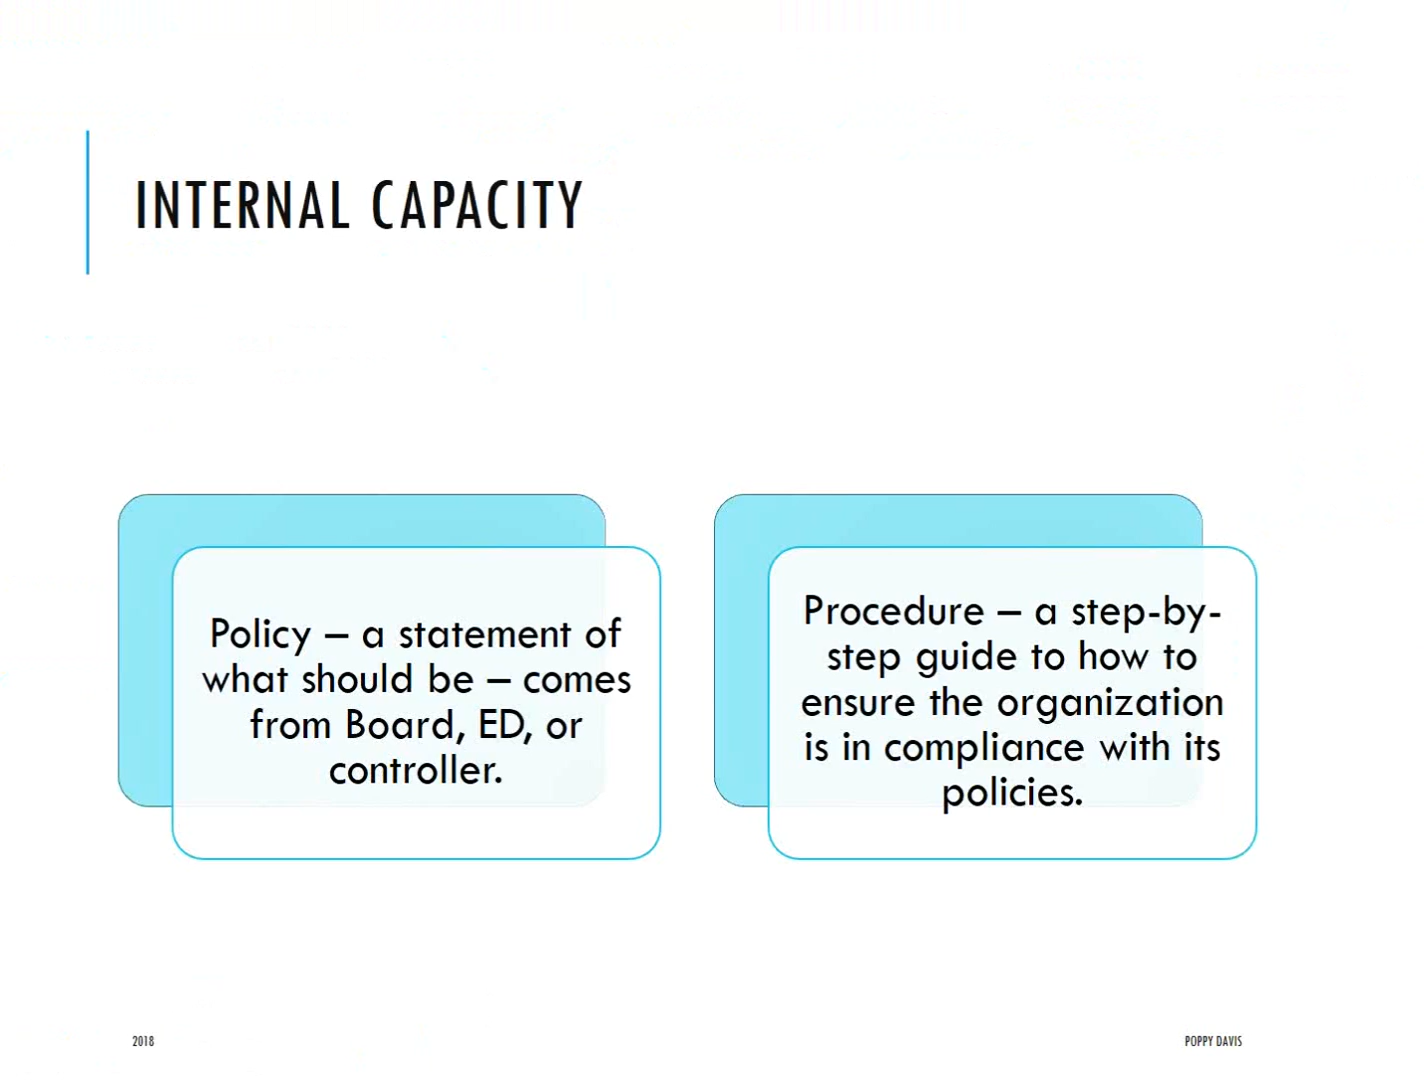 INTERNAL CAPACITY
Policy – a statement of
what should be – comes
from Board, ED, or
controller.
Procedure – a step-by-
step guide to how to
ensure the organization
is in compliance with its
policies.
2018
POPPY DAVIS